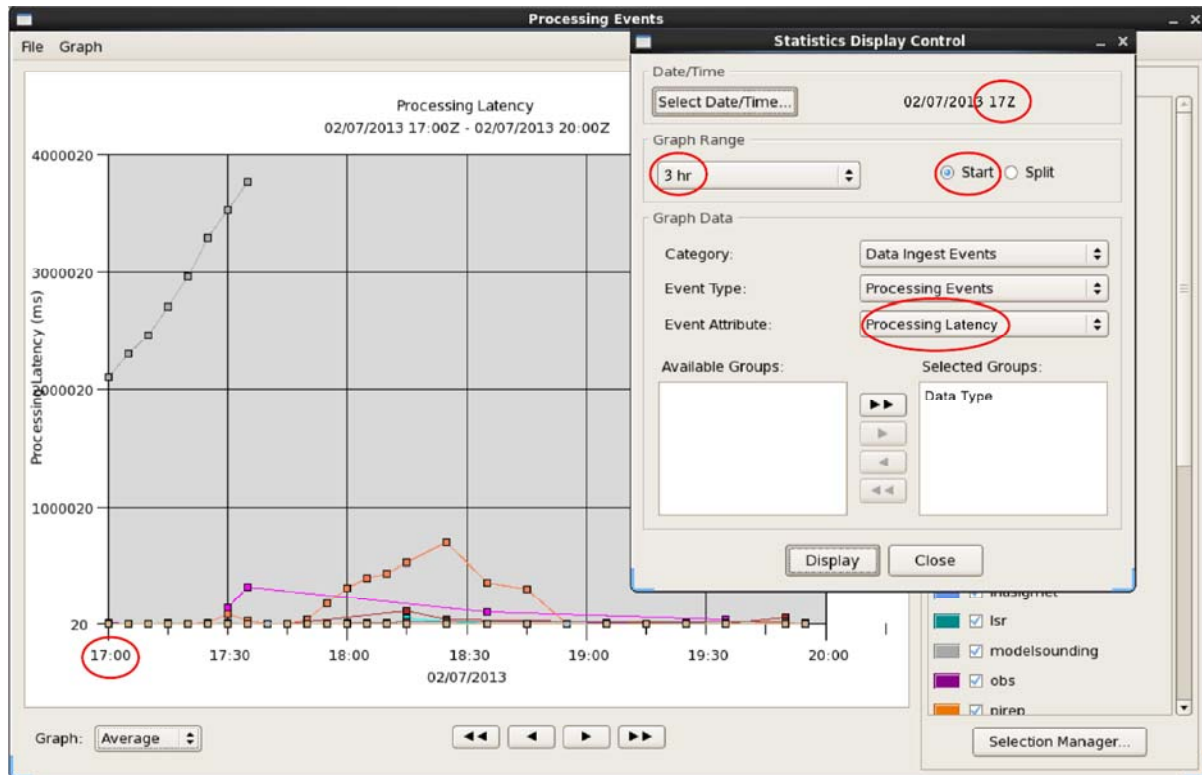 Processing Events
File Graph
Processing Latency
02/07/2013 17:00Z - 02/07/2013 20:00Z
Processing Latency (ms)
4000020
3000020
2000020
1000020
20
17:00 17:30 18:00 18:30 19:00 19:30 20:00
02/07/2013
Graph: Average
Statistics Display Control
Date/Time
Select Date/Time... 02/07/2013 17Z
Graph Range
3 hr Start Split
Graph Data
Category: Data Ingest Events
Event Type: Processing Events
Event Attribute: Processing Latency
Available Groups: Selected Groups:
Data Type
Display Close
lsr
modelsounding
obs
pirep
Selection Manager...